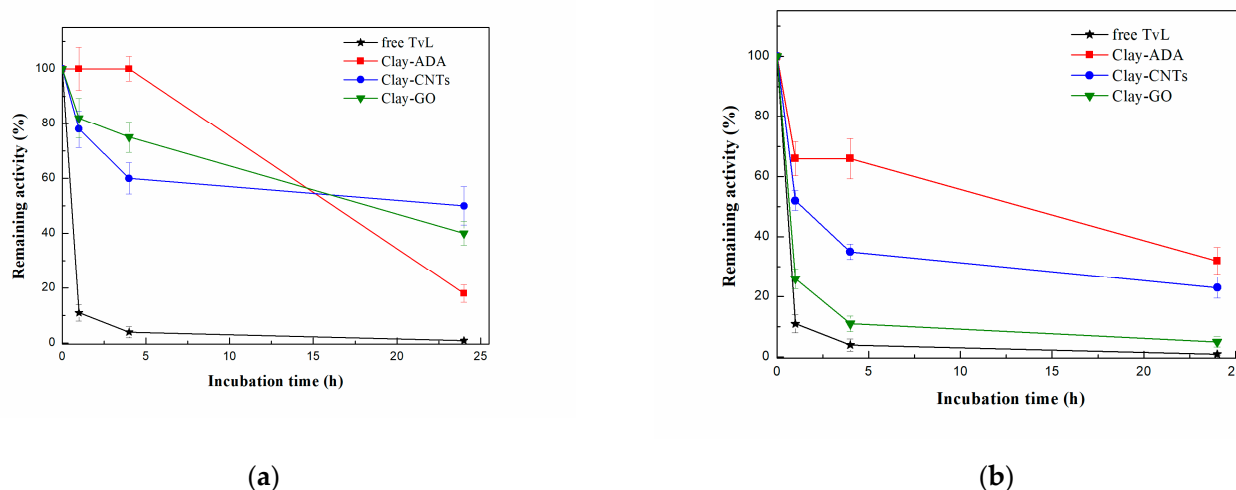 free TvL
Clay-ADA
Clay-CNTs
Clay-GO
100
80
60
40
20
0
Remaining activity (%)
0
5
10
15
20
25
Incubation time (h)
(a)
free TvL
Clay-ADA
Clay-CNTs
Clay-GO
100
80
60
40
20
0
Remaining activity (%)
0
5
10
15
20
25
Incubation time (h)
(b)